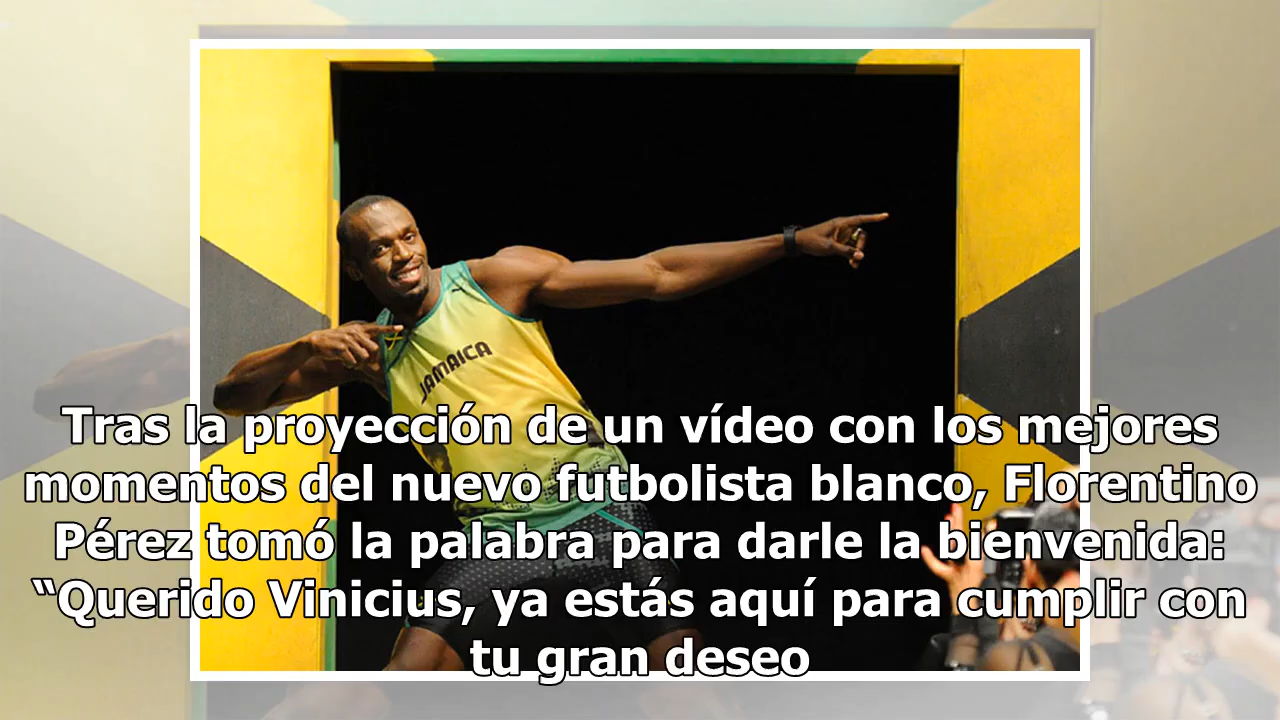 JAMAICA
Tras la proyección de un vídeo con los mejores
momentos del nuevo futbolista blanco, Florentino
Pérez tomó la palabra para darle la bienvenida:
“Querido Vinicius, ya estás aquí para cumplir con
tu gran deseo